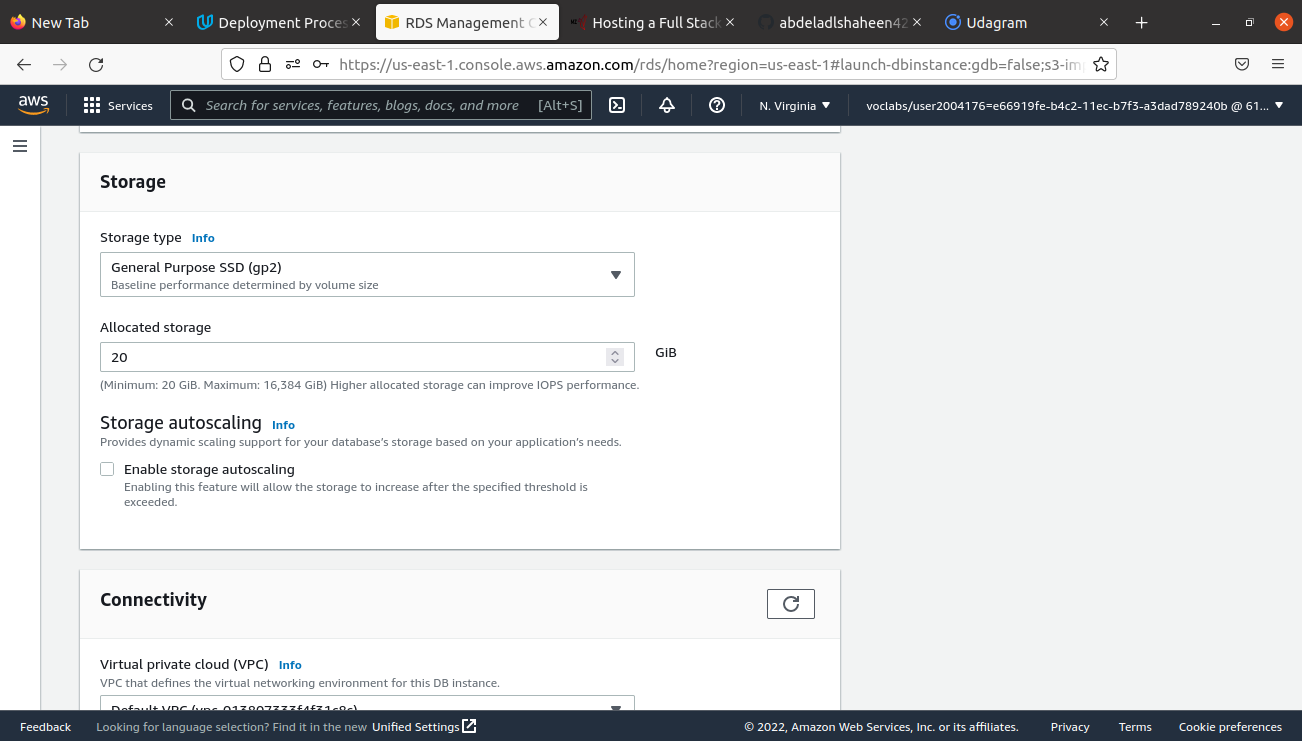 New Tab
Deployment Proces
RDS Management C
Hosting a Full Stack
abdeladlshaheen42
Udagram
https://us-east-1.console.aws.amazon.com/rds/home?region=us-east-1#launch-dbinstance:gdb=false;s3-imp
aws
Services
Search for services, features, blogs, docs, and more [Alt+S]
N. Virginia
voclabs/user2004176=e66919fe-b4c2-11ec-b7f3-a3dad789240b @ 61...
Storage
Storage type Info
General Purpose SSD (gp2)
Baseline performance determined by volume size
Allocated storage
20
GiB
(Minimum: 20 GiB. Maximum: 16,384 GiB) Higher allocated storage can improve IOPS performance.
Storage autoscaling Info
Provides dynamic scaling support for your database's storage based on your application's needs.
Enable storage autoscaling
Enabling this feature will allow the storage to increase after the specified threshold is
exceeded.
Connectivity
Virtual private cloud (VPC) Info
VPC that defines the virtual networking environment for this DB instance.
Default VPC (vpc-013807333f4f31c8c)
Feedback
Looking for language selection? Find it in the new Unified Settings
© 2022, Amazon Web Services, Inc. or its affiliates.
Privacy
Terms
Cookie preferences